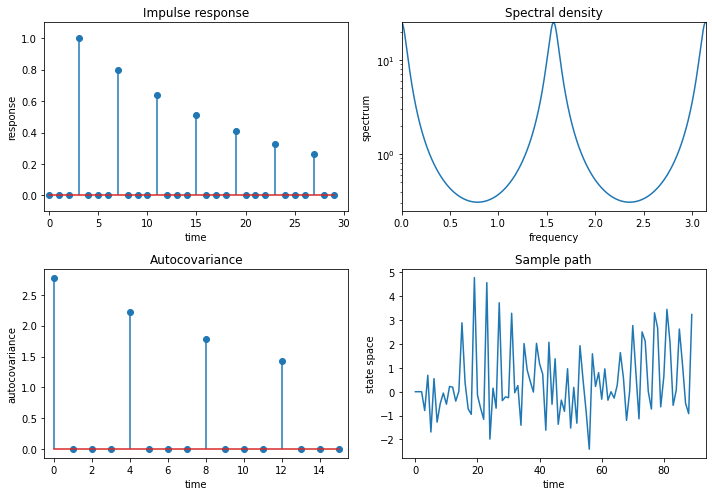 Impulse response
response
1.0
0.8
0.6
0.4
0.2
0.0
0 5 10 15 20 25 30
time
Spectral density
spectrum
10¹
10⁰
0.0 0.5 1.0 1.5 2.0 2.5 3.0
frequency
Autocovariance
autocovariance
2.5
2.0
1.5
1.0
0.5
0.0
0 2 4 6 8 10 12 14
time
Sample path
state space
5
4
3
2
1
0
−1
−2
0 20 40 60 80
time